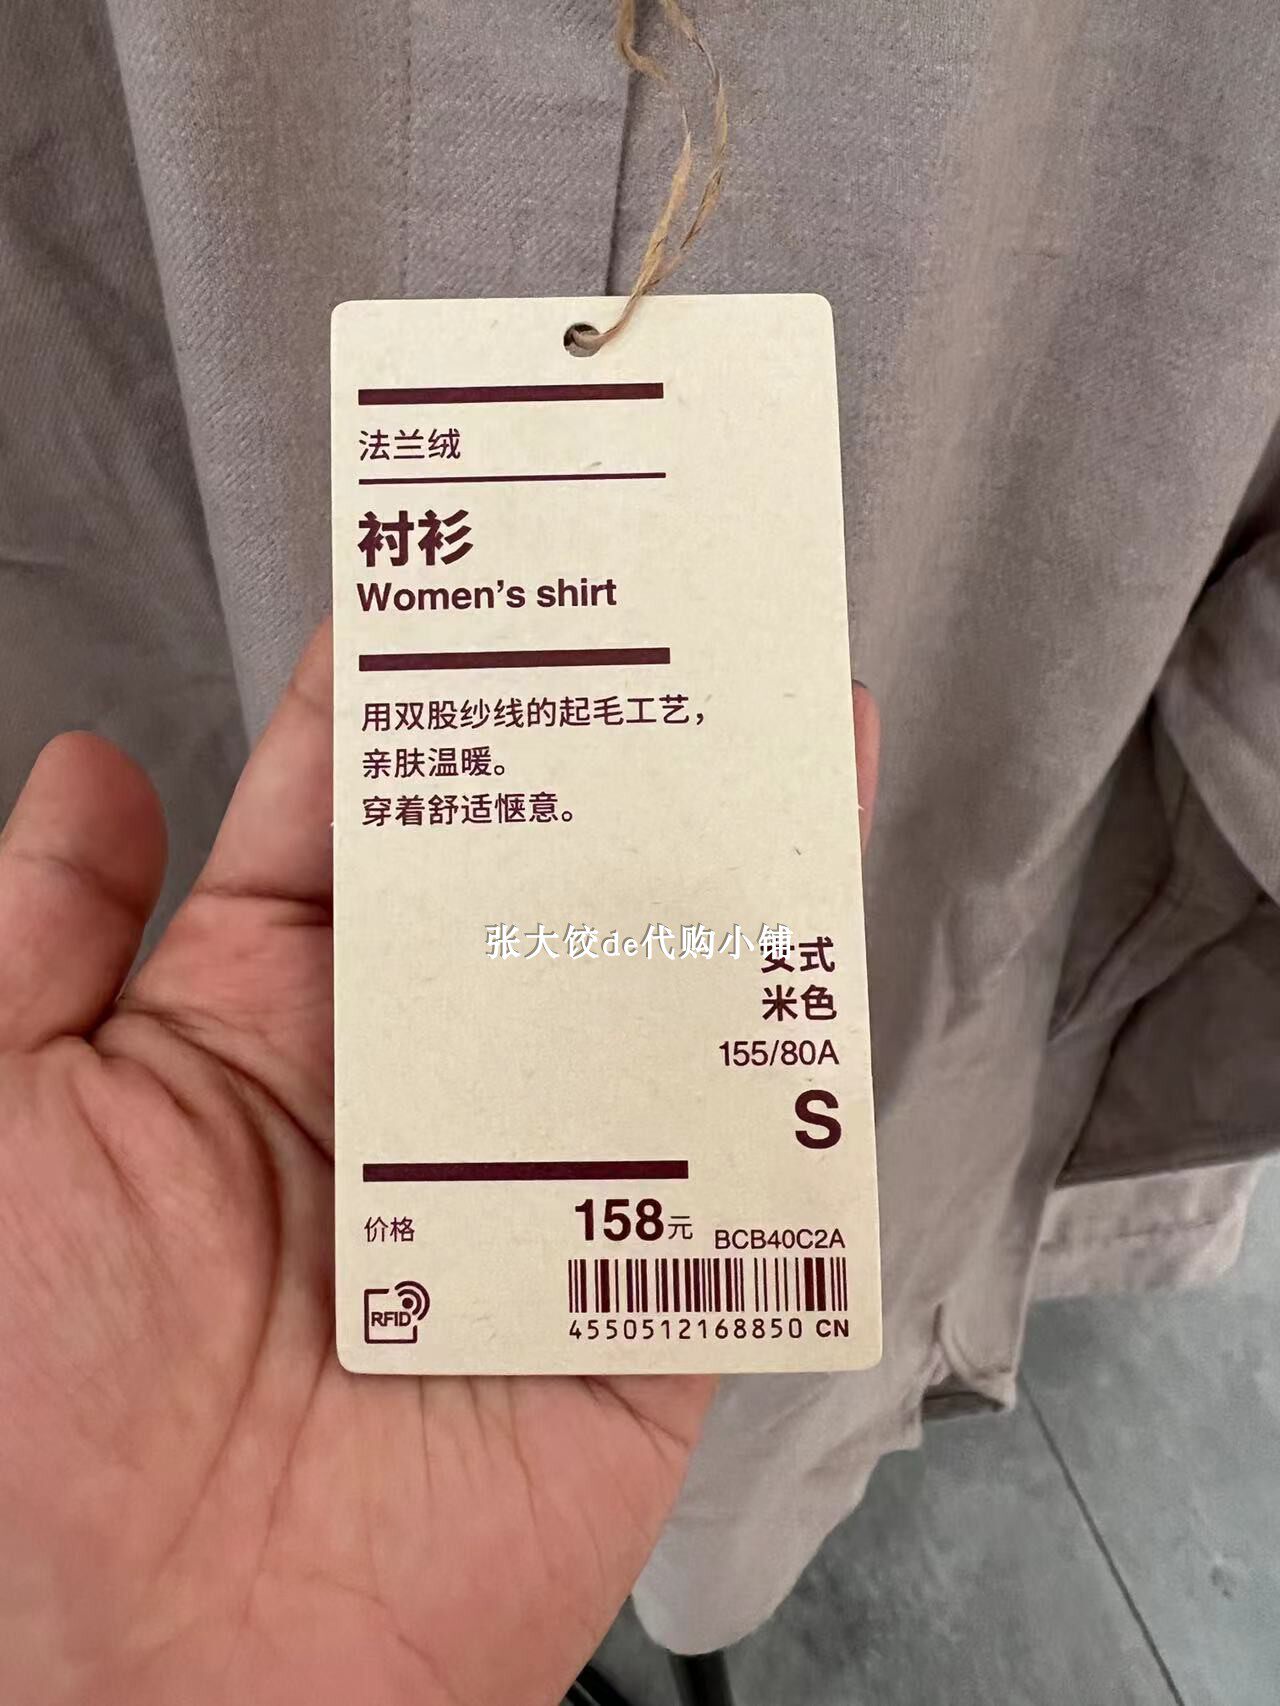 法兰绒
衬衫
Women's shirt
用双股纱线的起毛工艺，
亲肤温暖。
穿着舒适惬意。
张大饺de代购小铺
女式
米色
155/80A
S
价格
158元
BCB40C2A
RFID
4550512168850 CN